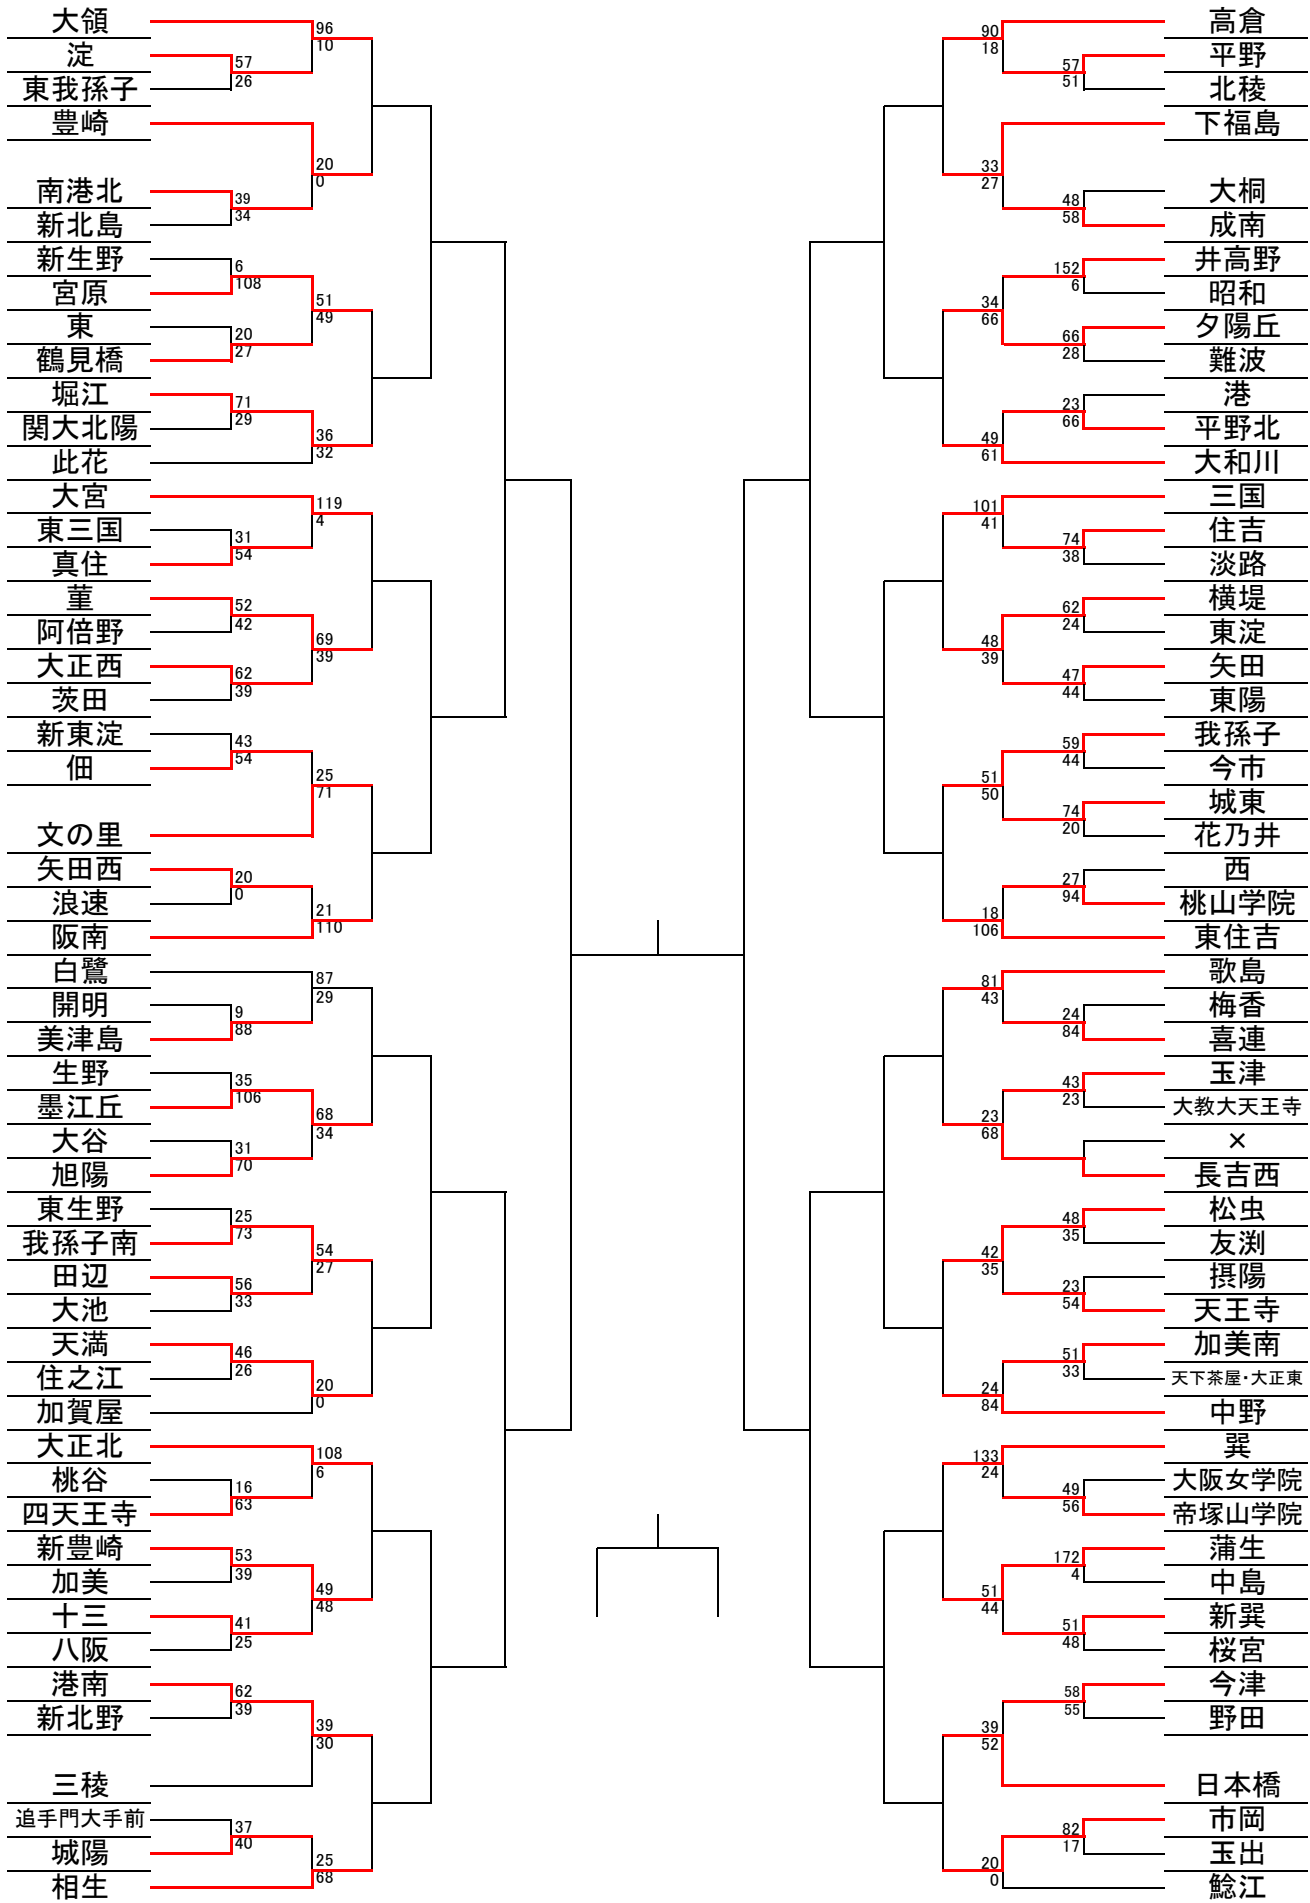 大領
96
10
淀
57
26
東我孫子
豊崎
20
0
南港北
39
34
新北島
新生野
6
108
宮原
51
49
東
20
27
鶴見橋
堀江
71
29
関大北陽
36
32
此花
大宮
119
4
東三国
31
54
真住
菫
52
42
阿倍野
69
39
大正西
62
39
茨田
新東淀
43
54
佃
25
71
文の里
矢田西
20
0
浪速
21
110
阪南
白鷺
87
29
開明
9
88
美津島
生野
35
106
墨江丘
68
34
大谷
31
70
旭陽
東生野
25
73
我孫子南
54
27
田辺
56
33
大池
天満
46
26
住之江
20
0
加賀屋
大正北
108
6
桃谷
16
63
四天王寺
新豊崎
53
39
加美
49
48
十三
41
25
八阪
港南
62
39
新北野
39
30
三稜
追手門大手前
37
40
城陽
25
68
相生
高倉
90
18
平野
57
51
北稜
下福島
33
27
大桐
48
58
成南
井高野
152
6
昭和
34
66
夕陽丘
66
28
難波
港
23
66
平野北
49
61
大和川
三国
101
41
住吉
74
38
淡路
横堤
62
24
東淀
48
39
矢田
47
44
東陽
我孫子
59
44
今市
51
50
城東
74
20
花乃井
西
27
94
桃山学院
18
106
東住吉
歌島
81
43
梅香
24
84
喜連
玉津
43
23
大教大天王寺
23
68
×
長吉西
松虫
48
35
友渕
42
35
摂陽
23
54
天王寺
加美南
51
33
天下茶屋・大正東
24
84
中野
巽
133
24
大阪女学院
49
56
帝塚山学院
蒲生
172
4
中島
51
44
新巽
51
48
桜宮
今津
58
55
野田
39
52
日本橋
市岡
82
17
玉出
20
0
鯰江